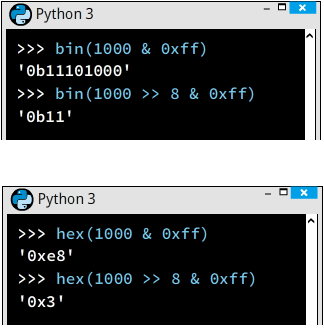 Python 3
>>> bin(1000 & 0xff)
'0b11101000'
>>> bin(1000 >> 8 & 0xff)
'0b11'
Python 3
>>> hex(1000 & 0xff)
'0xe8'
>>> hex(1000 >> 8 & 0xff)
'0x3'